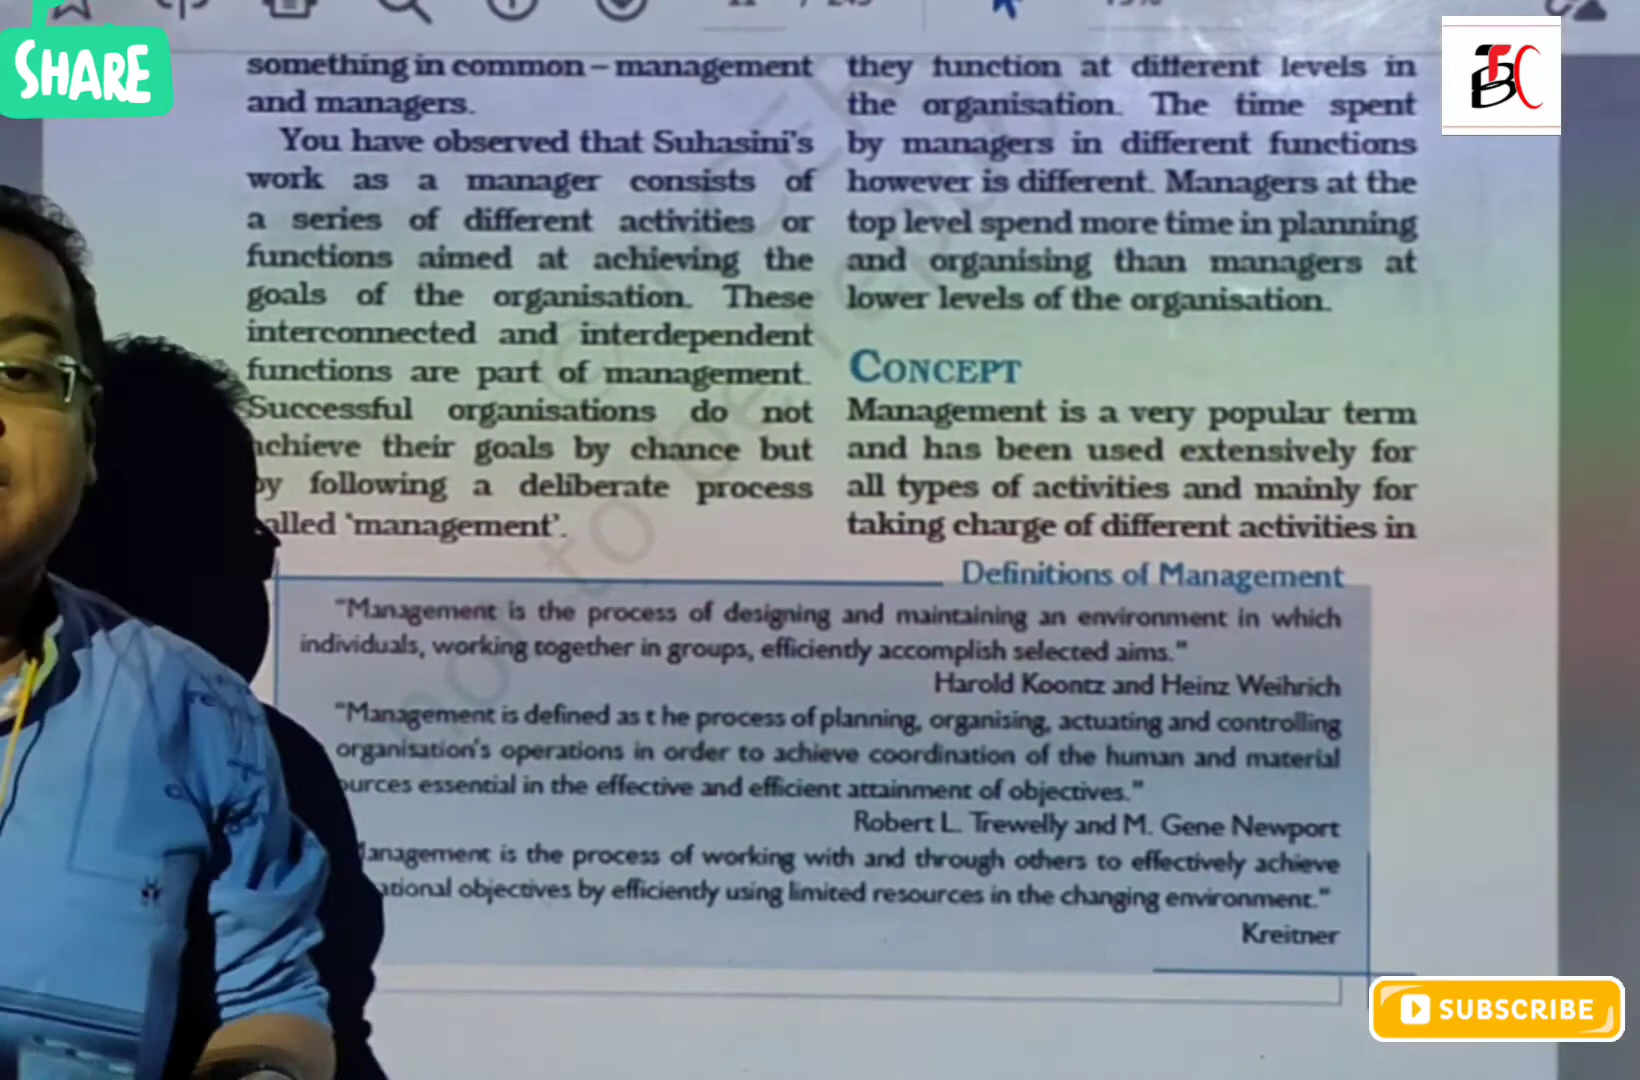 SHARE
something in common – management
and managers.
You have observed that Suhasini's
work as a manager consists of
a series of different activities or
functions aimed at achieving the
goals of the organisation. These
interconnected and interdependent
functions are part of management.
Successful organisations do not
achieve their goals by chance but
by following a deliberate process
called 'management'.
they function at different levels in
the organisation. The time spent
by managers in different functions
however is different. Managers at the
top level spend more time in planning
and organising than managers at
lower levels of the organisation.
CONCEPT
Management is a very popular term
and has been used extensively for
all types of activities and mainly for
taking charge of different activities in
Definitions of Management
"Management is the process of designing and maintaining an environment in which
individuals, working together in groups, efficiently accomplish selected aims."
Harold Koontz and Heinz Weihrich
"Management is defined as t he process of planning, organising, actuating and controlling
organisation's operations in order to achieve coordination of the human and material
ources essential in the effective and efficient attainment of objectives."
Robert L. Trewelly and M. Gene Newport
anagement is the process of working with and through others to effectively achieve
ational objectives by efficiently using limited resources in the changing environment."
Kreitner
not to be
SUBSCRIBE